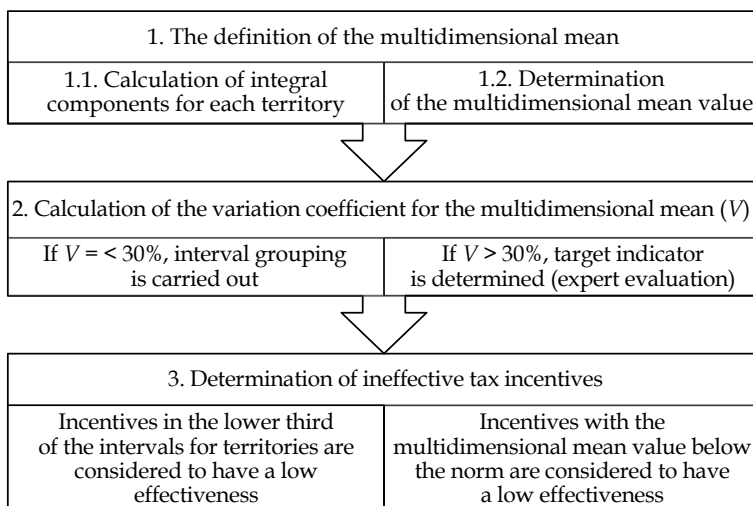 1. The definition of the multidimensional mean
1.1. Calculation of integral
components for each territory
1.2. Determination
of the multidimensional mean value
2. Calculation of the variation coefficient for the multidimensional mean (V)
If V = < 30%, interval grouping
is carried out
If V > 30%, target indicator
is determined (expert evaluation)
3. Determination of ineffective tax incentives
Incentives in the lower third
of the intervals for territories are
considered to have a low
effectiveness
Incentives with the
multidimensional mean value below
the norm are considered to have
a low effectiveness